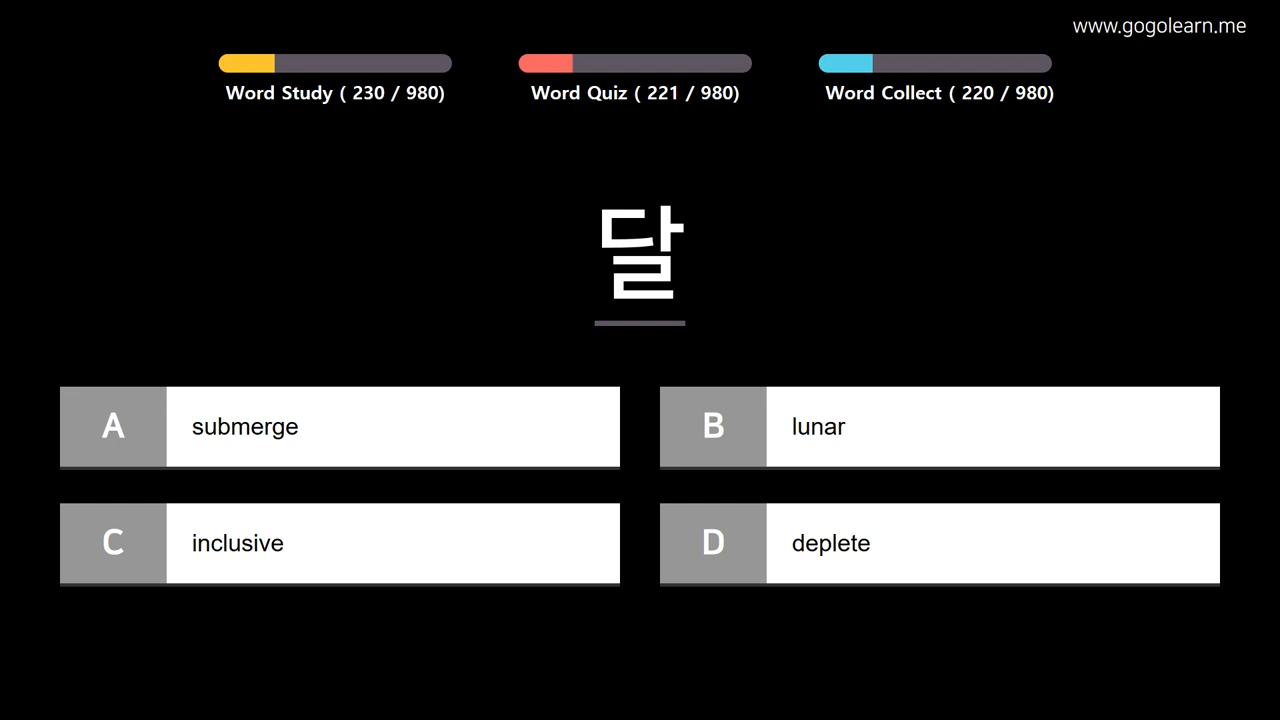 www.gogolearn.me
Word Study ( 230 / 980)
Word Quiz ( 221 / 980)
Word Collect ( 220 / 980)
달
A submerge
B lunar
C inclusive
D deplete